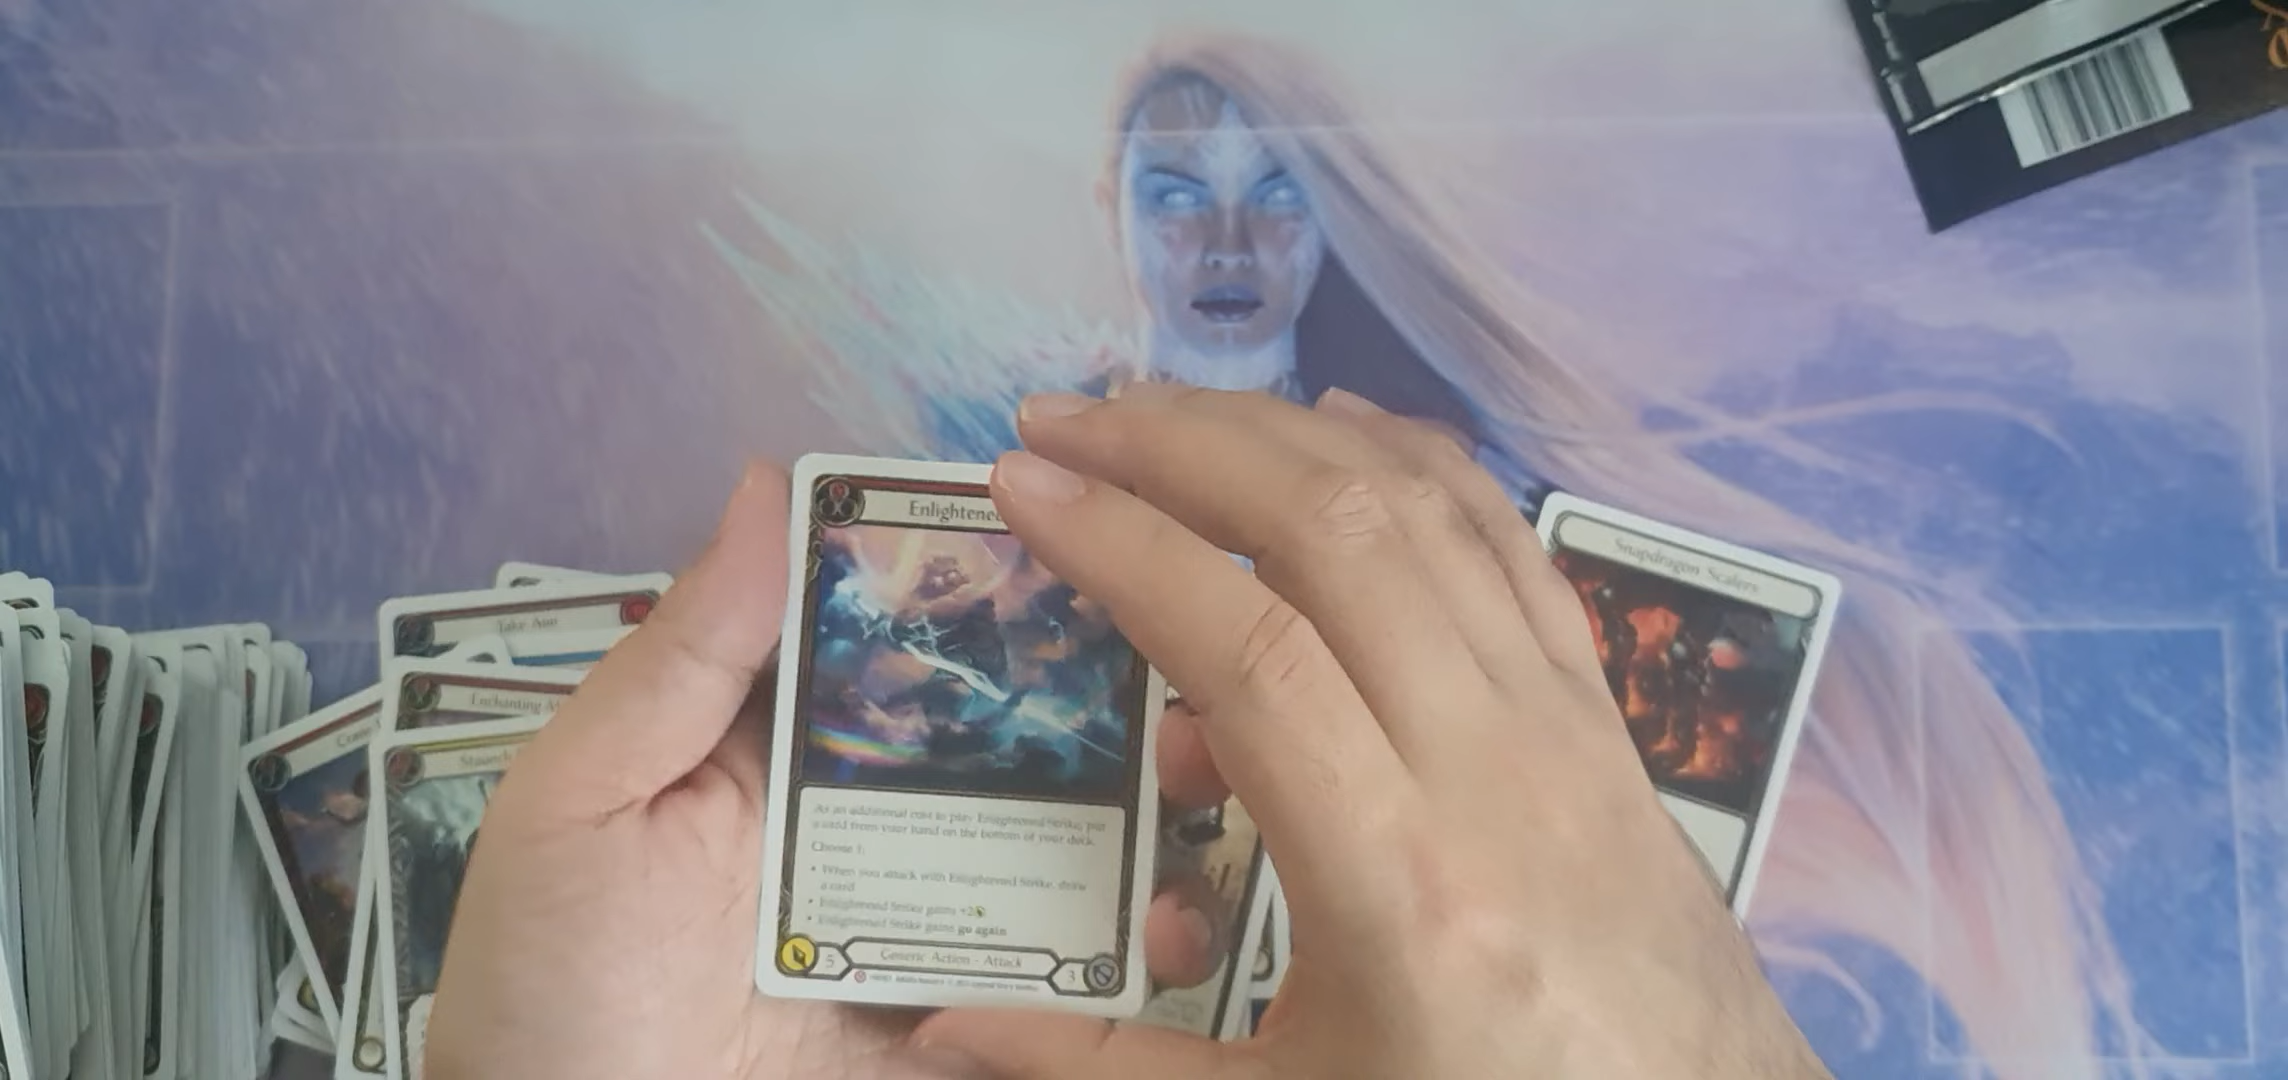 Enlightened
Snapdragon Scalers
Take Aim
Enchanting
Staunch
As an additional cost to play Enlightened Strike, put
a card from your hand on the bottom of your deck.
Choose 1;
• When you attack with Enlightened Strike, draw
a card
• Enlightened Strike gains +2
• Enlightened Strike gains go again
5
Generic Action - Attack
3